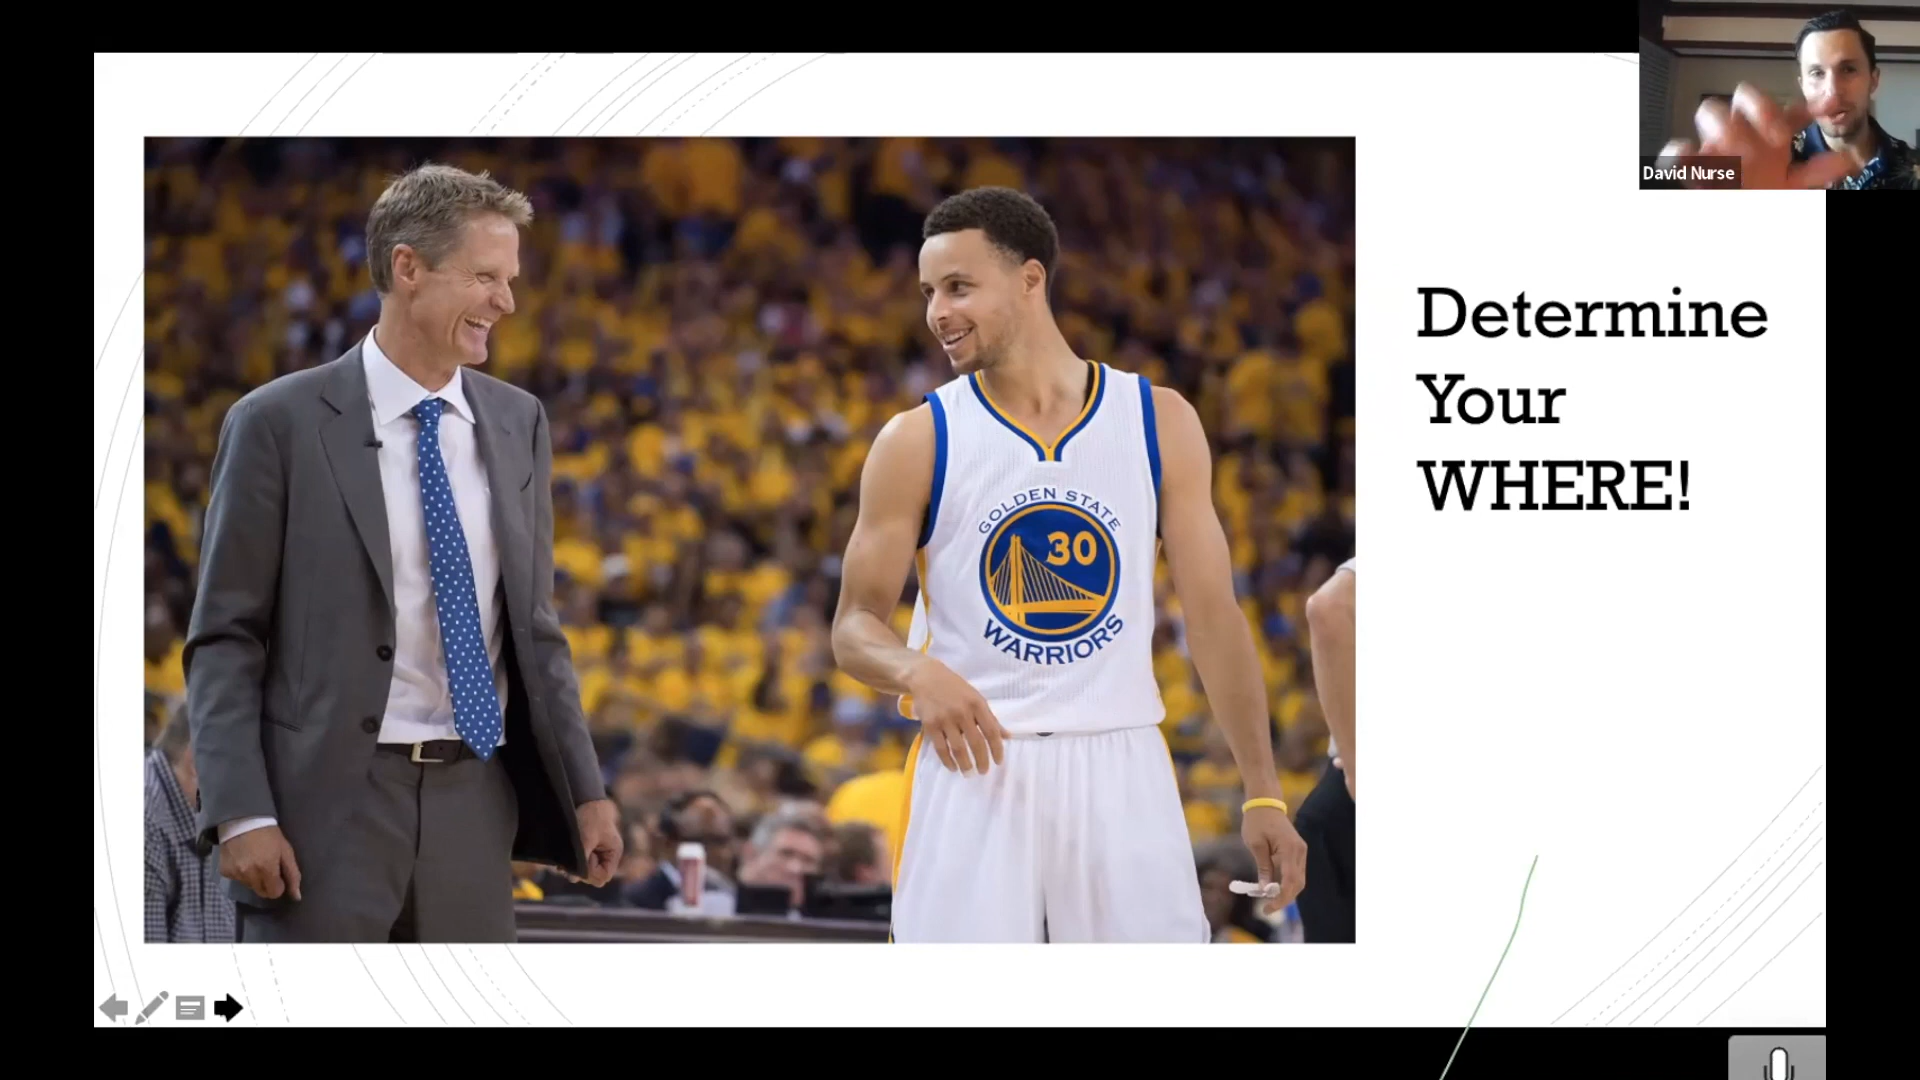 David Nurse
Determine
Your
WHERE!
GOLDEN STATE
30
WARRIORS